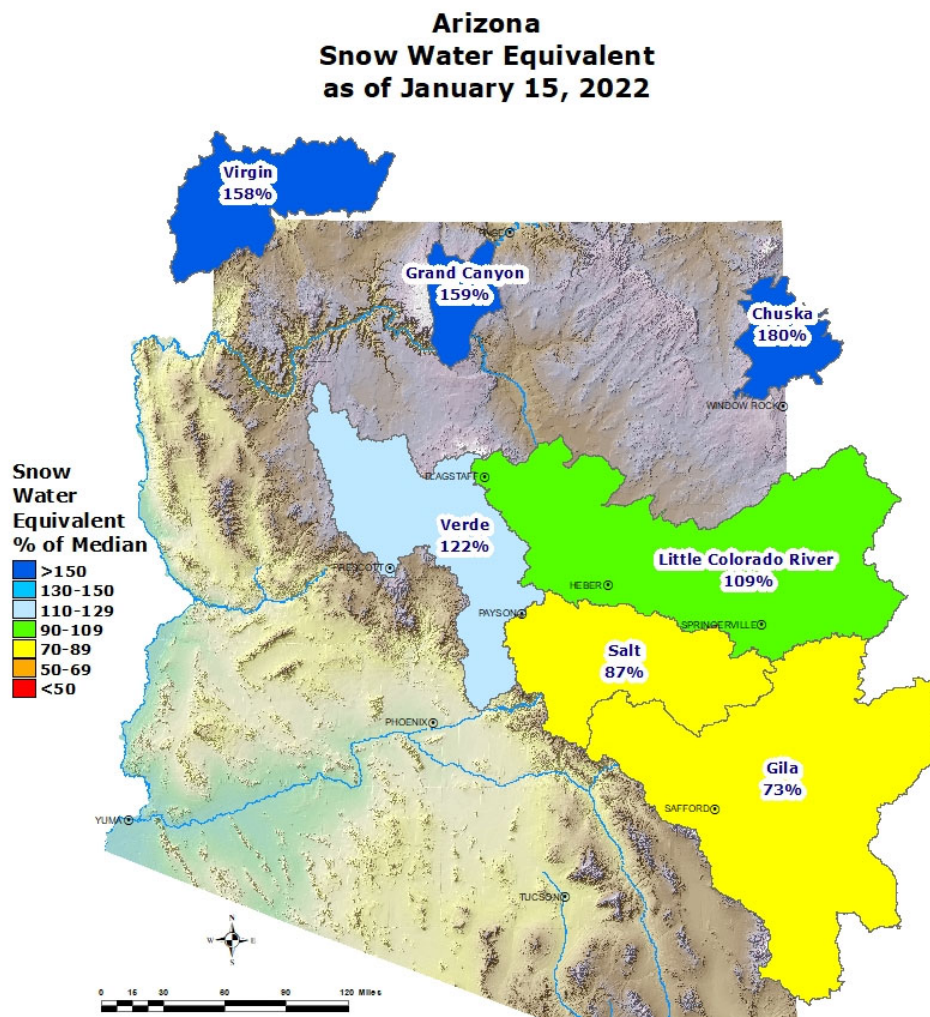 Arizona
Snow Water Equivalent
as of January 15, 2022
Virgin
158%
PAGE
Grand Canyon
159%
Chuska
180%
WINDOW ROCK
FLAGSTAFF
Snow
Water
Equivalent
% of Median
>150
130-150
110-129
90-109
70-89
50-69
<50
Verde
122%
Little Colorado River
109%
PRESCOTT
HEBER
PAYSON
SPRINGERVILLE
Salt
87%
PHOENIX
Gila
73%
SAFFORD
YUMA
TUCSON
N
W E
S
0 15 30 60 90 120 Miles